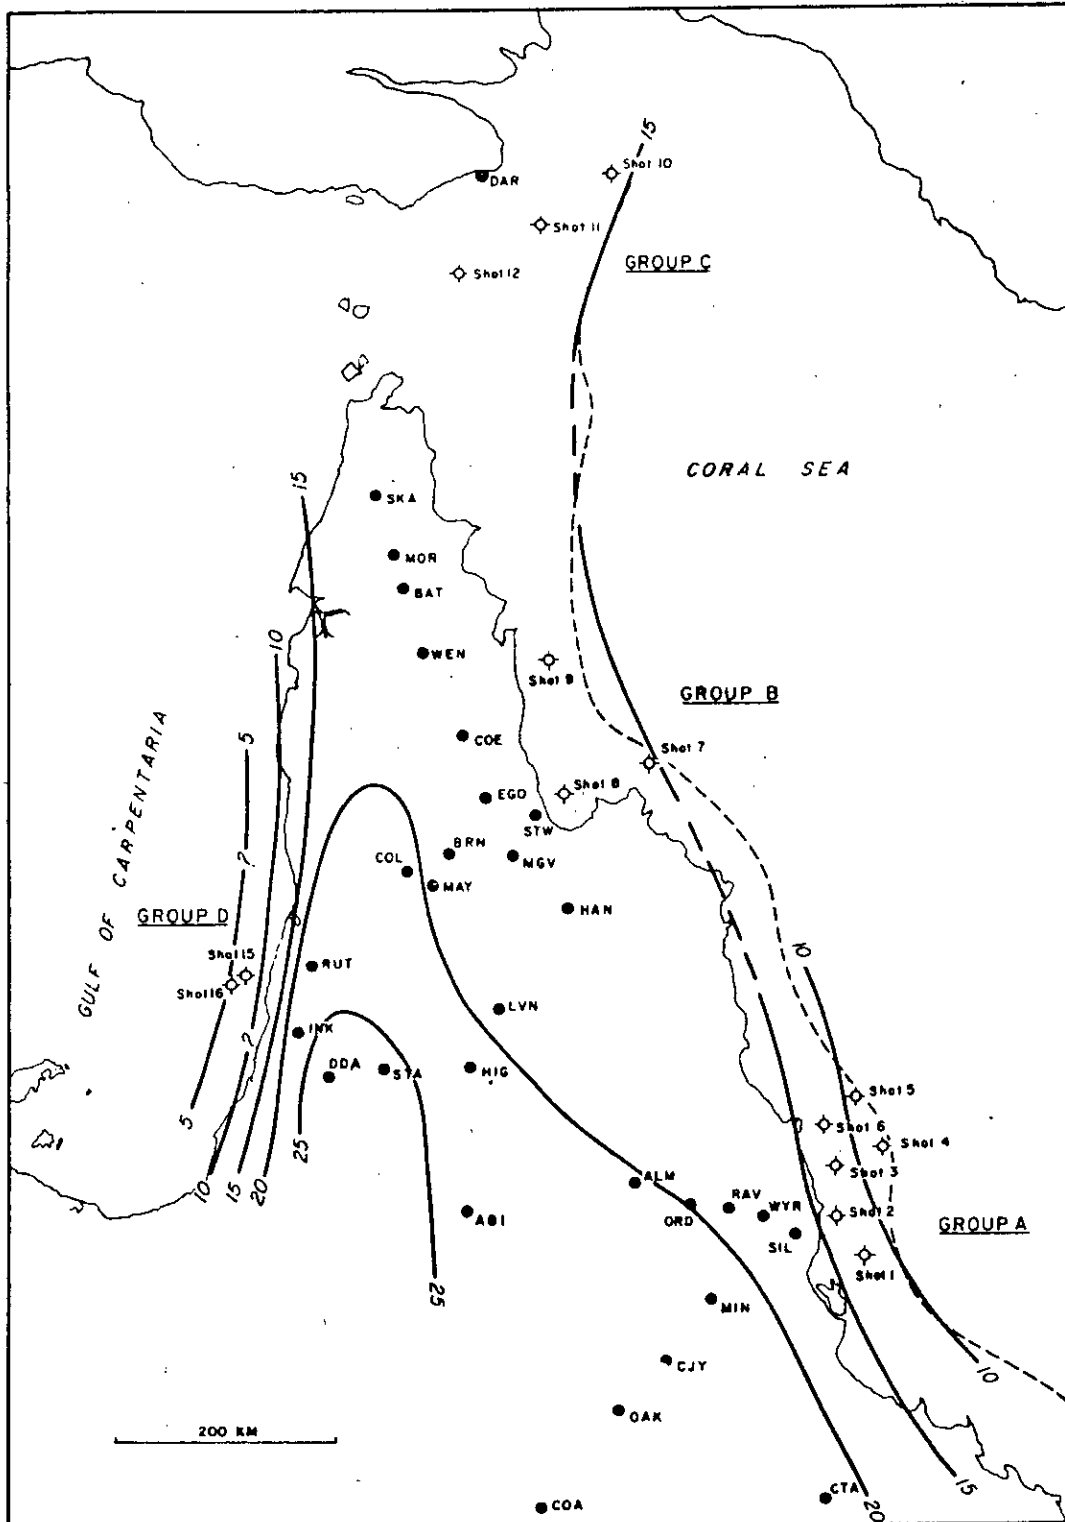 15
Shot 10
DAR
Shot 11
GROUP C
Shot 12
CORAL SEA
15
SKA
MOR
BAT
10
WEN
Shot 9
GROUP B
5
COE
Shot 7
GULF OF CARPENTARIA
EGO
Shot 8
STW
BRN
?
COL
MGV
MAY
GROUP D
HAN
10
Shot 15
RUT
Shot 16
LVN
INK
?
DDA
STA
HIG
Shot 5
5
Shot 6
Shot 4
25
Shot 3
10
15
20
ALM
RAV
WYR
ORD
Shot 2
GROUP A
ABI
SIL
Shot 1
25
MIN
CJY
10
OAK
200 KM
15
CTA
20
COA